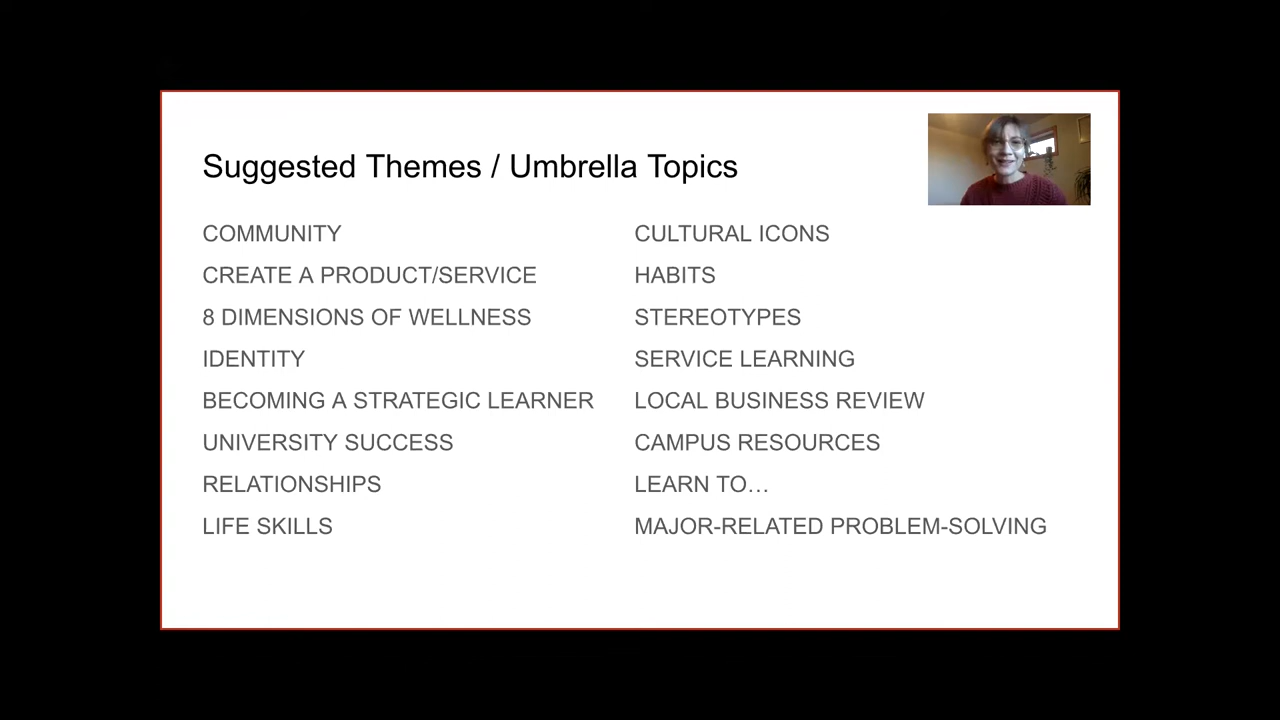 Suggested Themes / Umbrella Topics
COMMUNITY
CREATE A PRODUCT/SERVICE
8 DIMENSIONS OF WELLNESS
IDENTITY
BECOMING A STRATEGIC LEARNER
UNIVERSITY SUCCESS
RELATIONSHIPS
LIFE SKILLS
CULTURAL ICONS
HABITS
STEREOTYPES
SERVICE LEARNING
LOCAL BUSINESS REVIEW
CAMPUS RESOURCES
LEARN TO…
MAJOR-RELATED PROBLEM-SOLVING